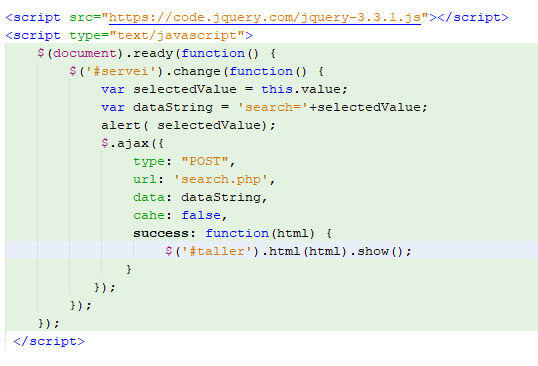 <script src="https://code.jquery.com/jquery-3.3.1.js"></script>
<script type="text/javascript">
    $(document).ready(function() {
        $('#servei').change(function() {
            var selectedValue = this.value;
            var dataString = 'search='+selectedValue;
            alert( selectedValue);
            $.ajax({
                type: "POST",
                url: 'search.php',
                data: dataString,
                cahe: false,
                success: function(html) {
                    $('#taller').html(html).show();
               }
           });
        });
    });
 </script>